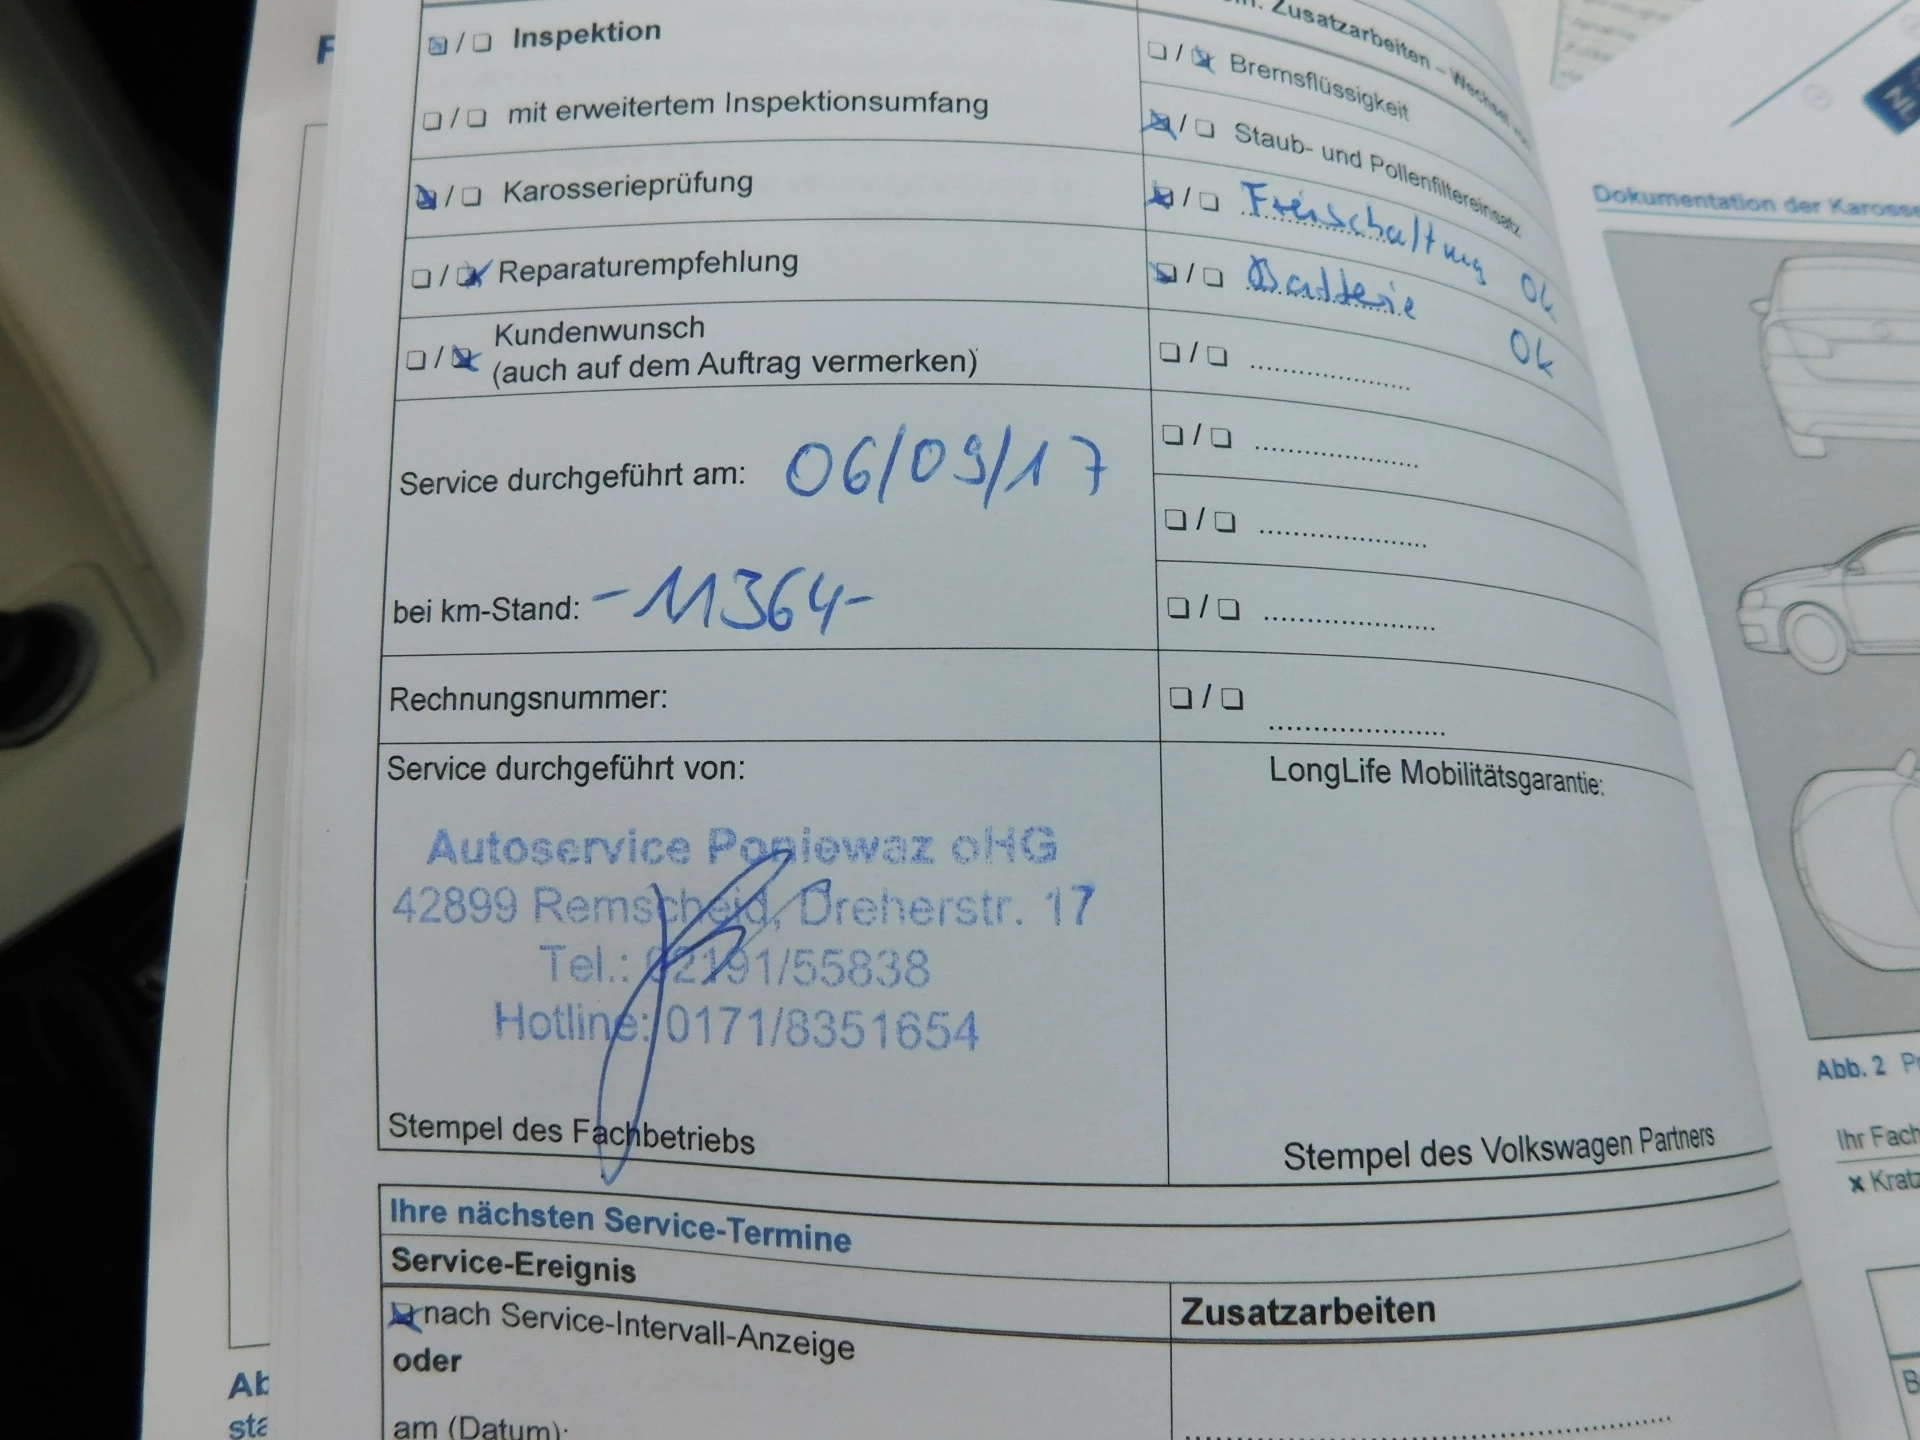 Zusatzarbeiten – Wechsel
☒ / ☐ Inspektion
☐ / ☐ mit erweitertem Inspektionsumfang
☒ / ☐ Karosserieprüfung
☐ / ☒ Reparaturempfehlung
☐ / ☒ Kundenwunsch
(auch auf dem Auftrag vermerken)
☐ / ☒ Bremsflüssigkeit
☒ / ☐ Staub- und Pollenfiltereinsatz
☒ / ☐ Freischaltung Ok
☒ / ☐ Batterie Ok
☐ / ☐ ....................
☐ / ☐ ....................
☐ / ☐ ....................
☐ / ☐ ....................
☐ / ☐ ....................
Service durchgeführt am: 06/09/17
bei km-Stand: -11364-
Rechnungsnummer:
Service durchgeführt von:
Autoservice Poniewaz oHG
42899 Remscheid, Dreherstr. 17
Tel.: 02191/55838
Hotline: 0171/8351654
Stempel des Fachbetriebs
LongLife Mobilitätsgarantie:
Stempel des Volkswagen Partners
Ihre nächsten Service-Termine
Service-Ereignis
☒ nach Service-Intervall-Anzeige
oder
am (Datum):
Zusatzarbeiten
....................
NL
Dokumentation der
Abb. 2
Ihr